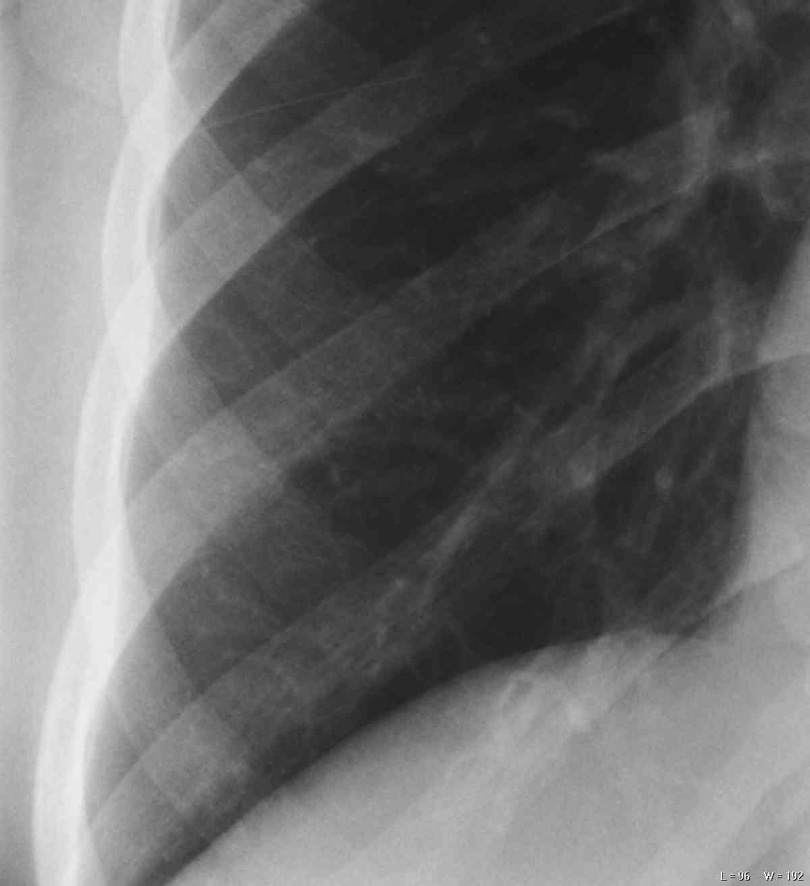 L = 96 W = 192